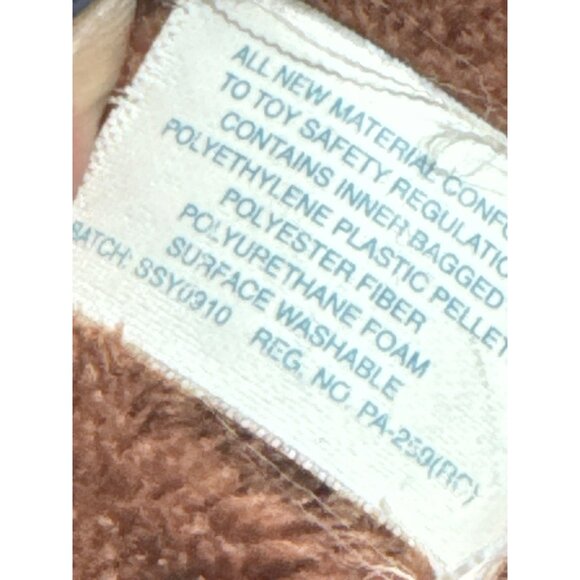 ALL NEW MATERIAL CONFO
TO TOY SAFETY REGULATIO
CONTAINS INNER BAGGED
POLYETHYLENE PLASTIC PELLET
POLYESTER FIBER
POLYURETHANE FOAM
SURFACE WASHABLE
BATCH: SSY0910 REG. NO. PA-259(RC)